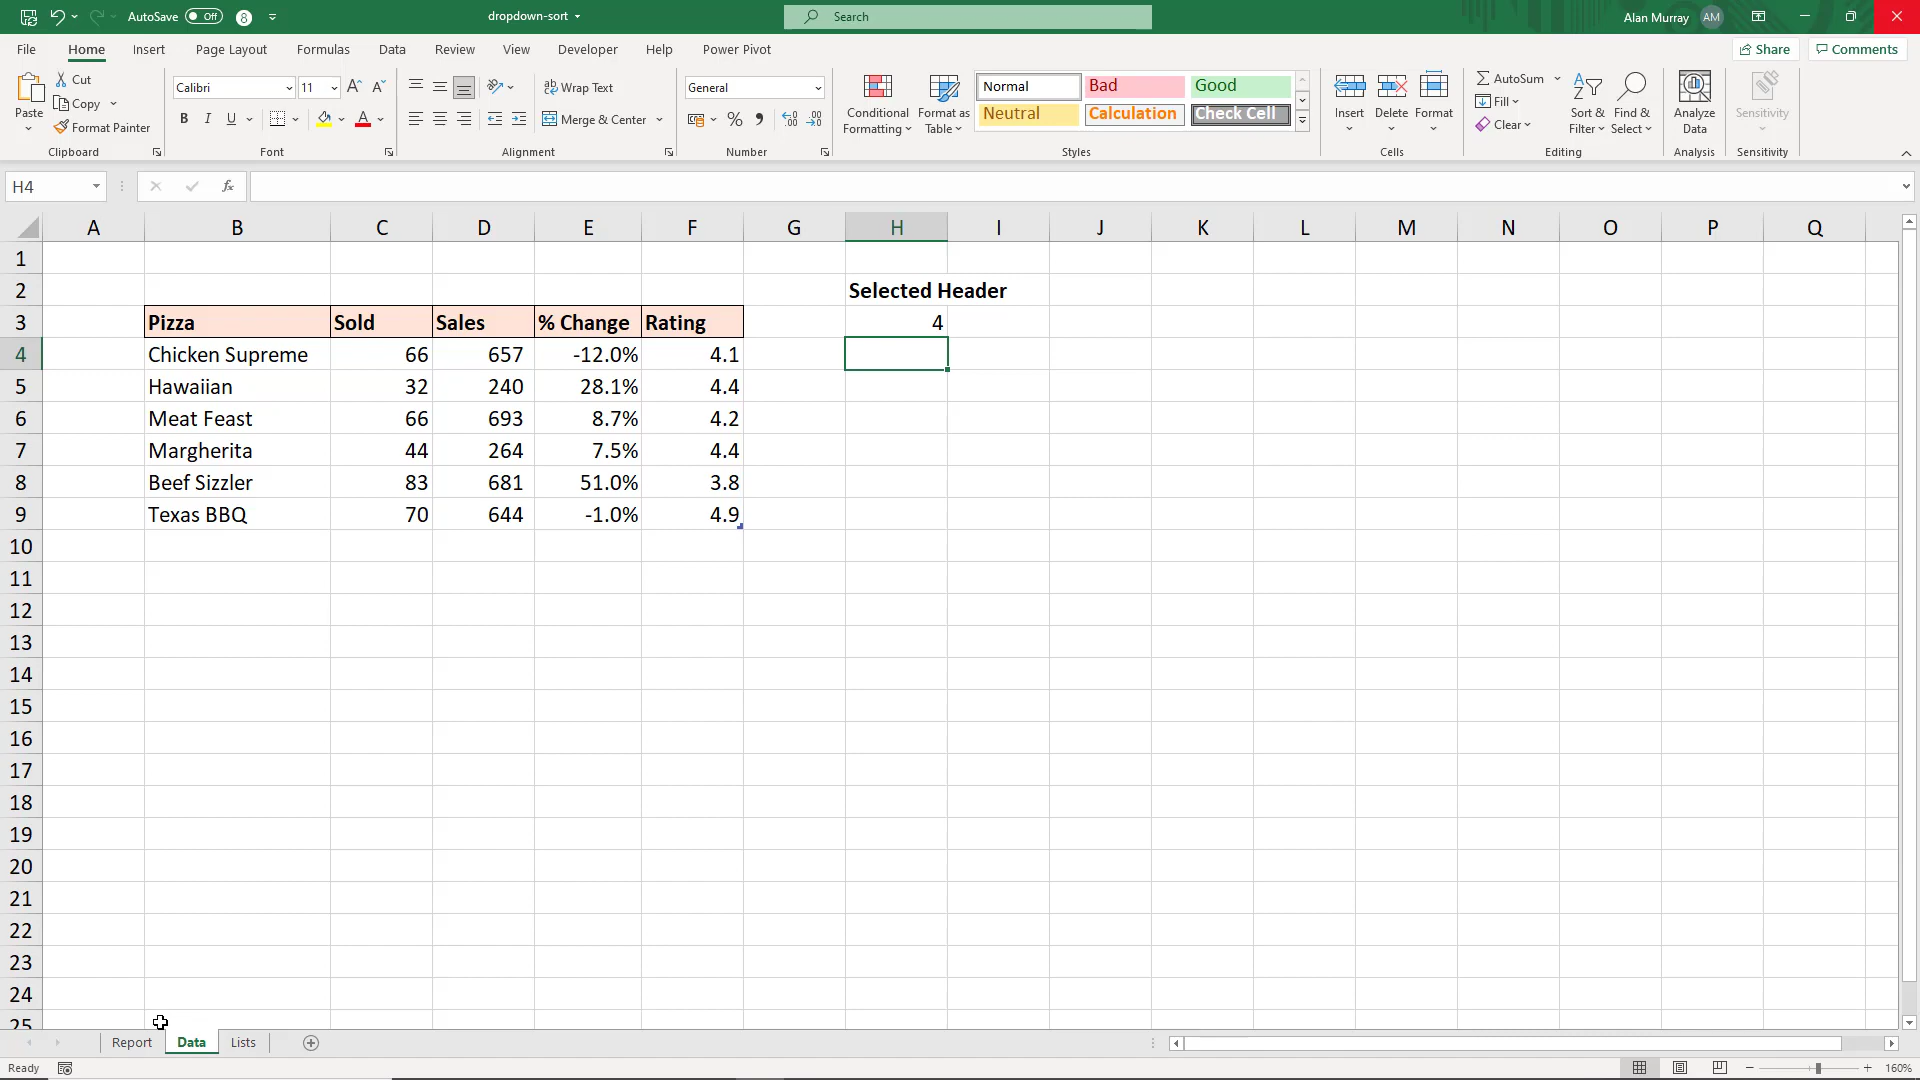 AutoSave Off 8 dropdown-sort Search Alan Murray AM
File Home Insert Page Layout Formulas Data Review View Developer Help Power Pivot Share Comments
Paste Cut Copy Format Painter
Clipboard
Calibri 11 B I U
Font
Wrap Text
Merge & Center
Alignment
General
%
Number
Conditional Formatting
Format as Table
Normal Bad Good
Neutral Calculation Check Cell
Styles
Insert Delete Format
Cells
AutoSum
Fill
Clear
Sort & Filter
Find & Select
Editing
Analyze Data
Analysis
Sensitivity
Sensitivity
H4 fx
A B C D E F G H I J K L M N O P Q
1
2 Selected Header
3 Pizza Sold Sales % Change Rating 4
4 Chicken Supreme 66 657 -12.0% 4.1
5 Hawaiian 32 240 28.1% 4.4
6 Meat Feast 66 693 8.7% 4.2
7 Margherita 44 264 7.5% 4.4
8 Beef Sizzler 83 681 51.0% 3.8
9 Texas BBQ 70 644 -1.0% 4.9
10
11
12
13
14
15
16
17
18
19
20
21
22
23
24
25
Report Data Lists
Ready 160%